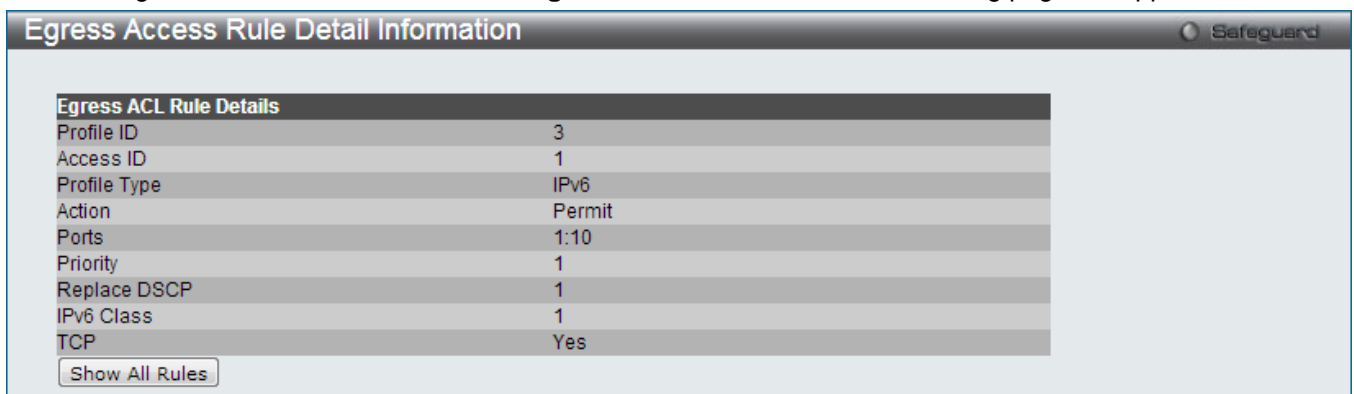 Egress Access Rule Detail Information
Safeguard
Egress ACL Rule Details
Profile ID 3
Access ID 1
Profile Type IPv6
Action Permit
Ports 1:10
Priority 1
Replace DSCP 1
IPv6 Class 1
TCP Yes
Show All Rules